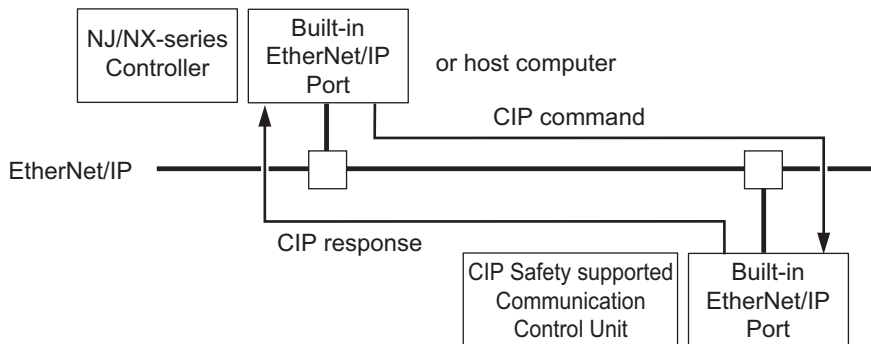 NJ/NX-series
Controller
Built-in
EtherNet/IP
Port
or host computer
CIP command
EtherNet/IP
CIP response
CIP Safety supported
Communication
Control Unit
Built-in
EtherNet/IP
Port